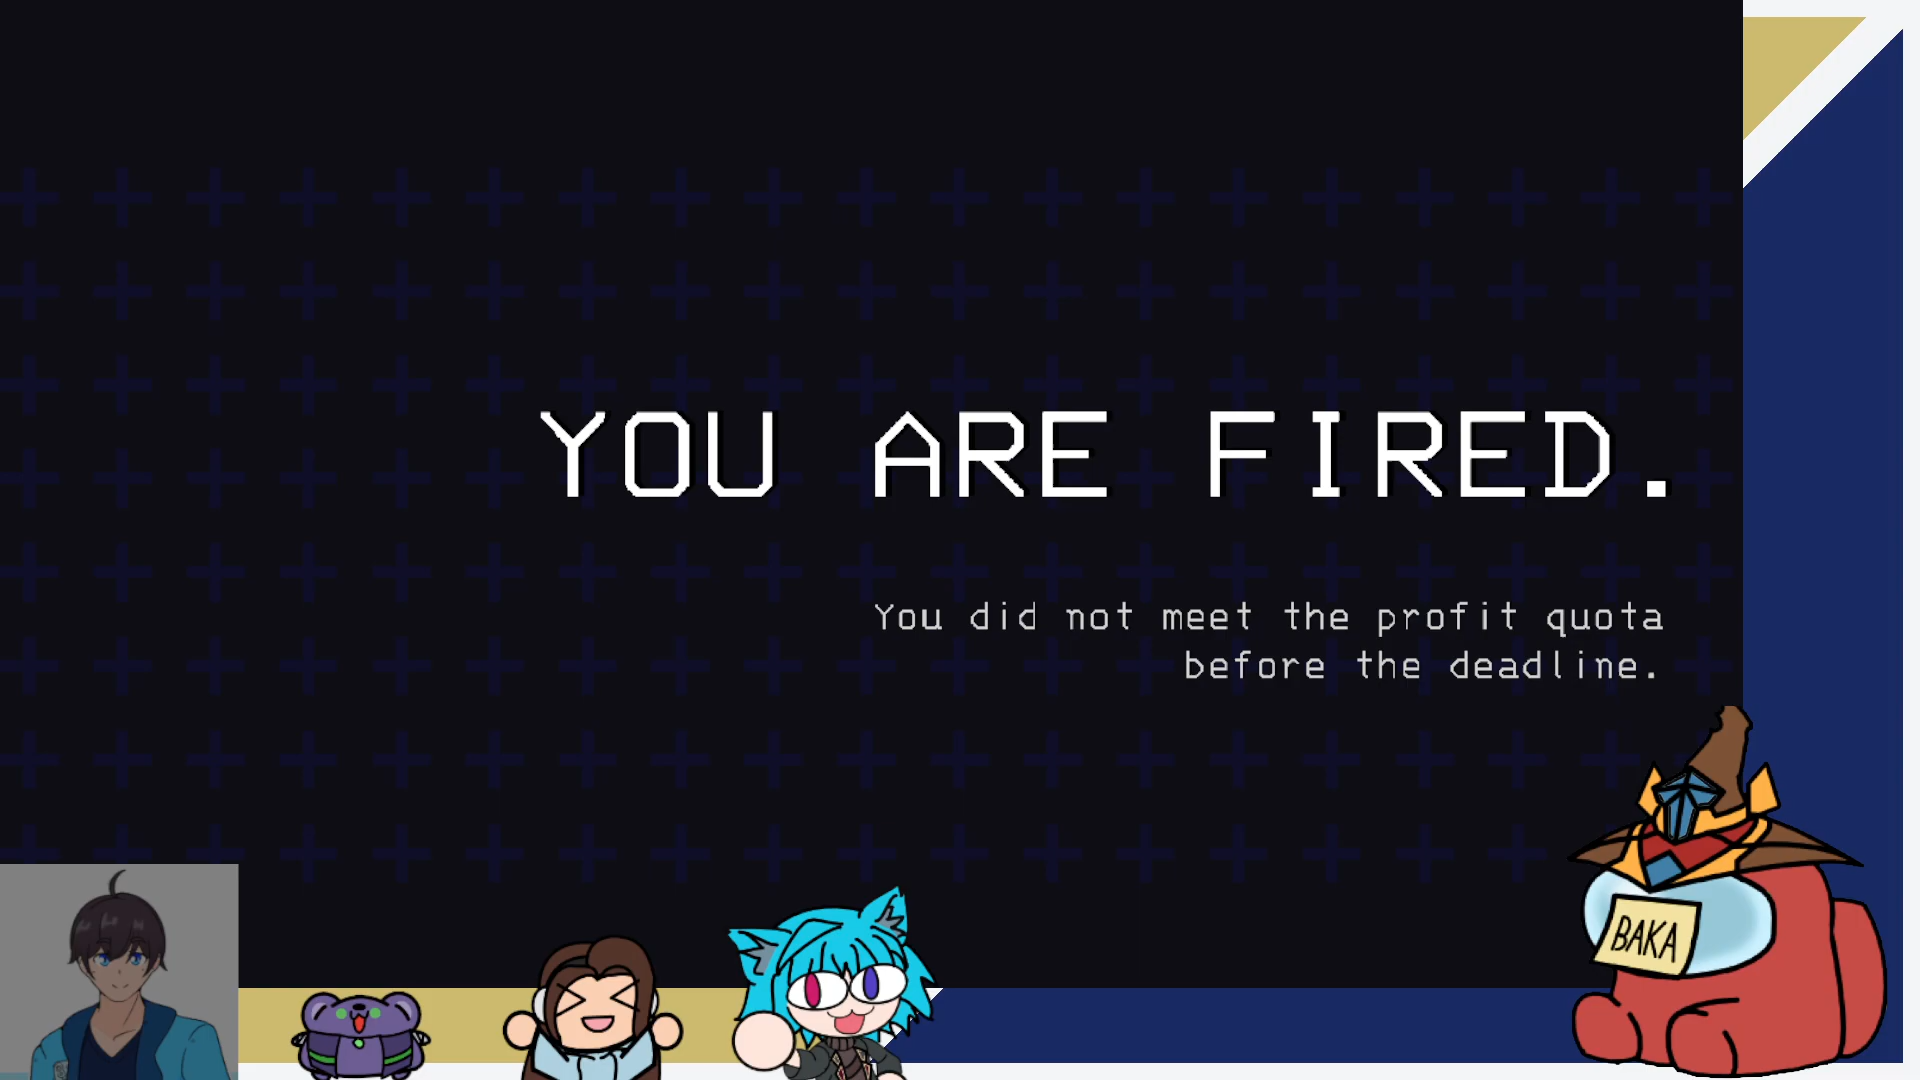 YOU ARE FIRED.
You did not meet the profit quota
before the deadline.
BAKA